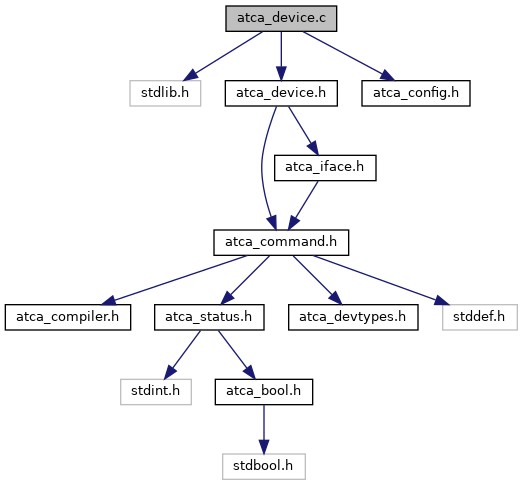 atca_device.c
stdlib.h
atca_device.h
atca_config.h
atca_iface.h
atca_command.h
atca_compiler.h
atca_status.h
atca_devtypes.h
stddef.h
stdint.h
atca_bool.h
stdbool.h